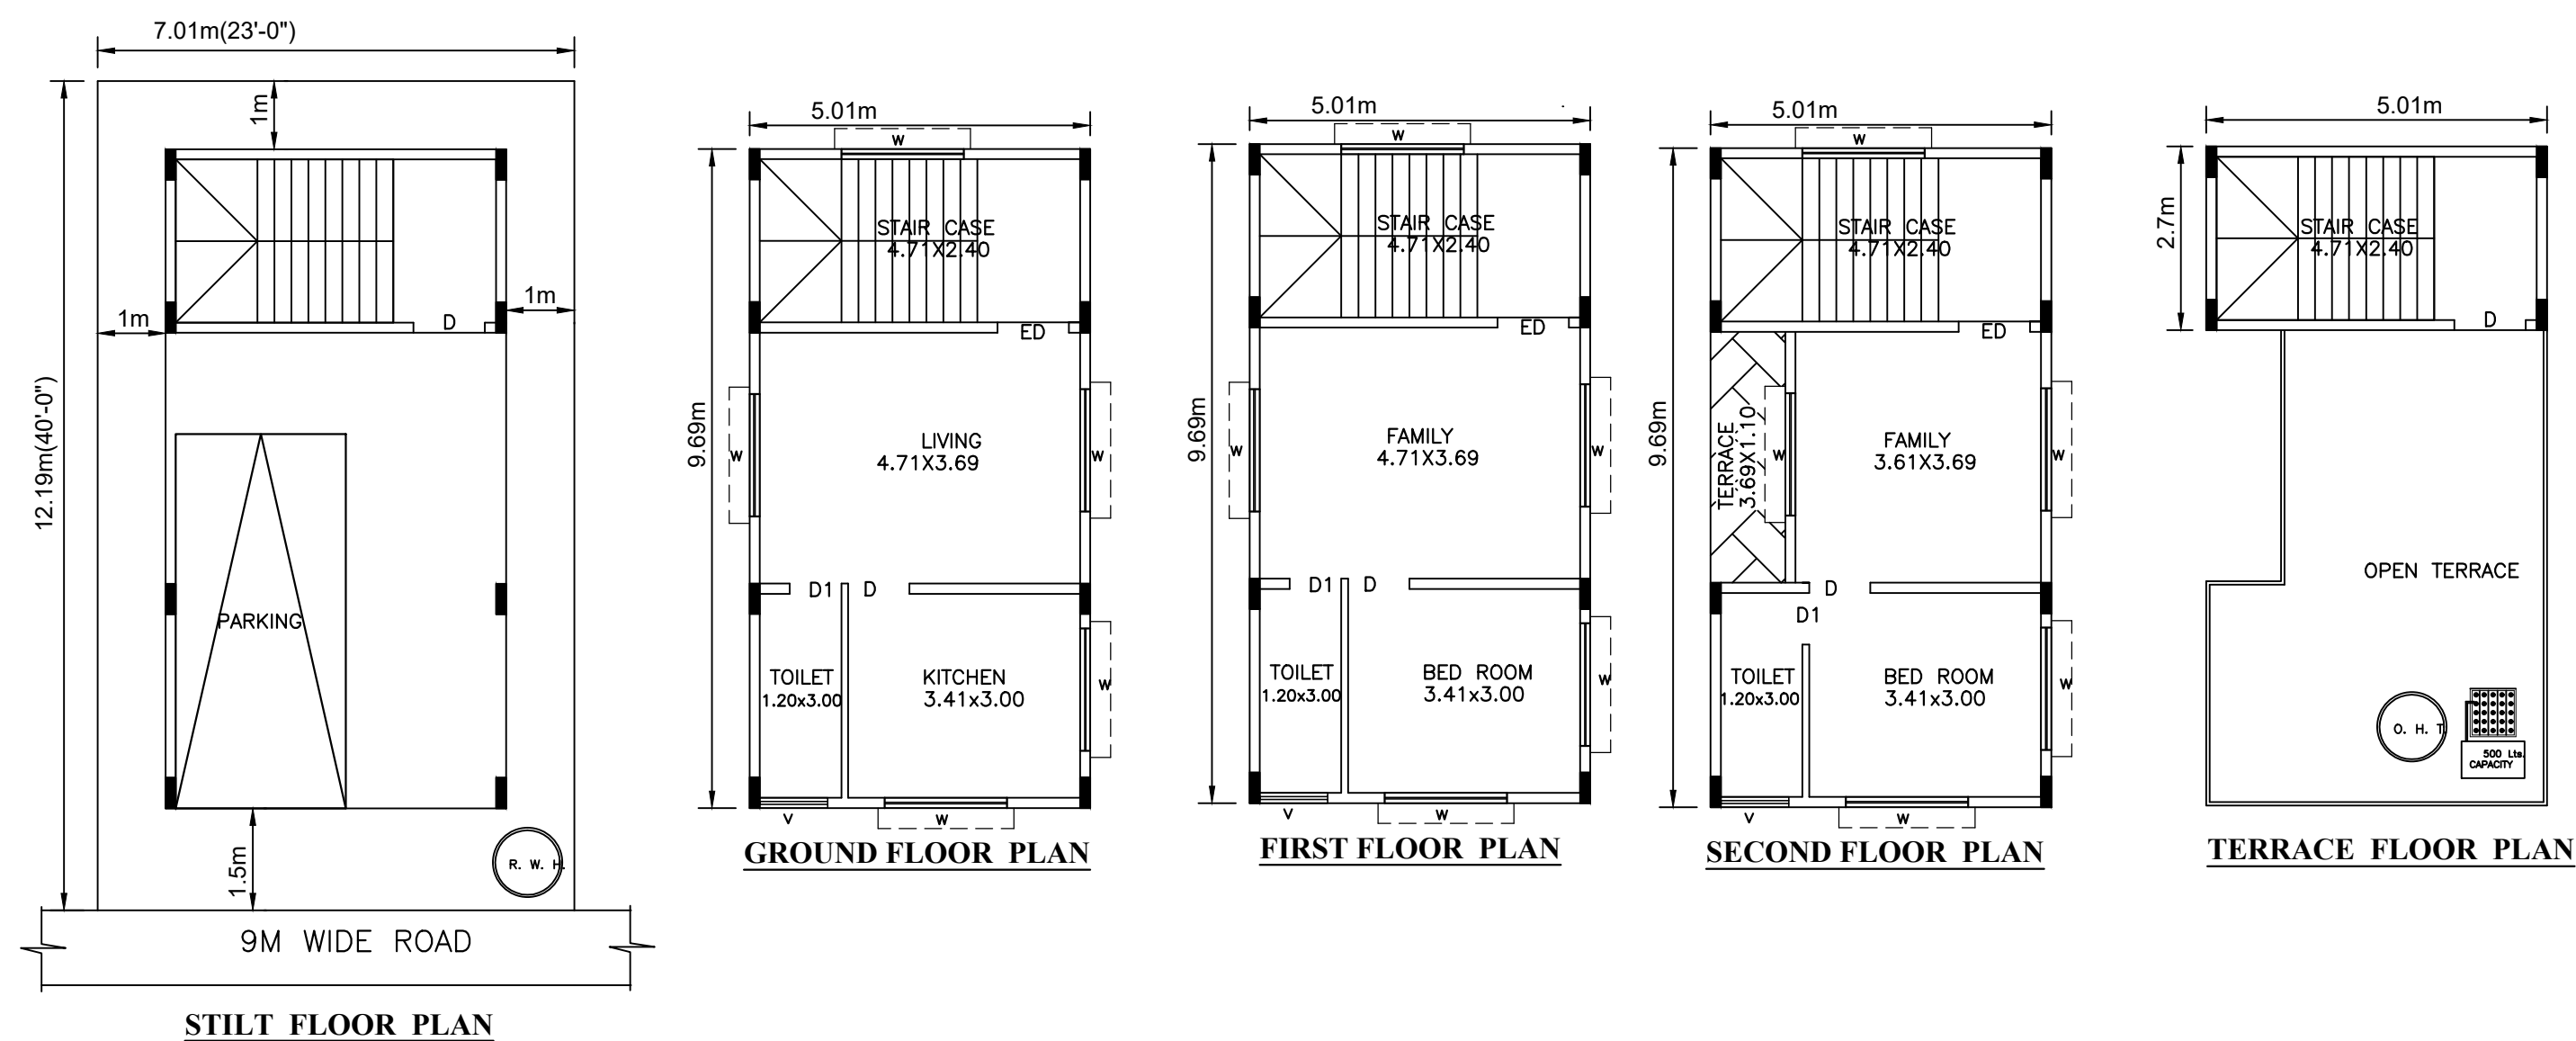 7.01m(23'-0")
12.19m(40'-0")
1m
1m
1m
D
PARKING
1.5m
R. W. H.
9M WIDE ROAD
STILT FLOOR PLAN
5.01m
W
9.69m
STAIR CASE
4.71X2.40
ED
W
LIVING
4.71X3.69
W
D1
D
TOILET
1.20x3.00
KITCHEN
3.41x3.00
W
V
W
GROUND FLOOR PLAN
5.01m
W
9.69m
STAIR CASE
4.71X2.40
ED
W
FAMILY
4.71X3.69
W
D1
D
TOILET
1.20x3.00
BED ROOM
3.41x3.00
W
V
W
FIRST FLOOR PLAN
5.01m
W
9.69m
STAIR CASE
4.71X2.40
ED
TERRACE
3.69X1.10
W
FAMILY
3.61X3.69
W
D
D1
TOILET
1.20x3.00
BED ROOM
3.41x3.00
W
V
W
SECOND FLOOR PLAN
5.01m
2.7m
STAIR CASE
4.71X2.40
D
OPEN TERRACE
O. H. T
500 Lts.
CAPACITY
TERRACE FLOOR PLAN